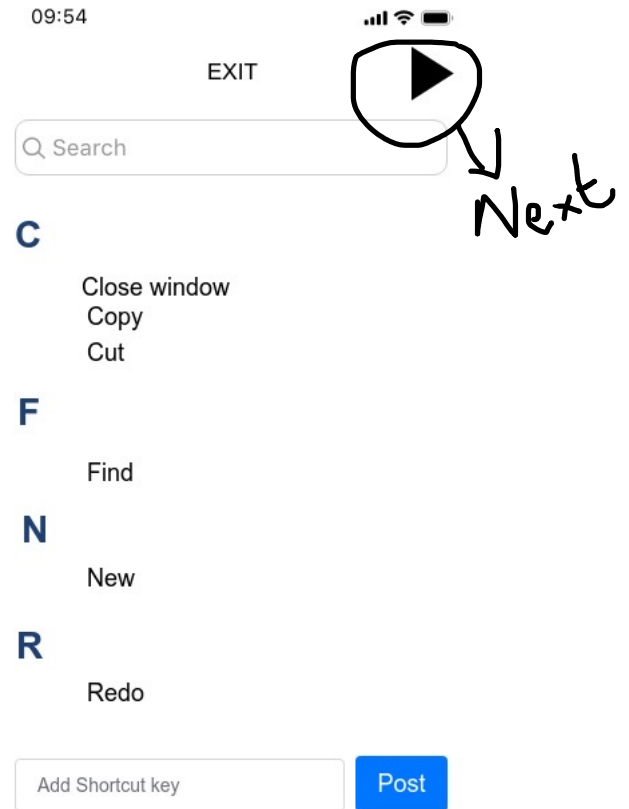 09:54
EXIT
Search
Next
C
Close window
Copy
Cut
F
Find
N
New
R
Redo
Add Shortcut key
Post